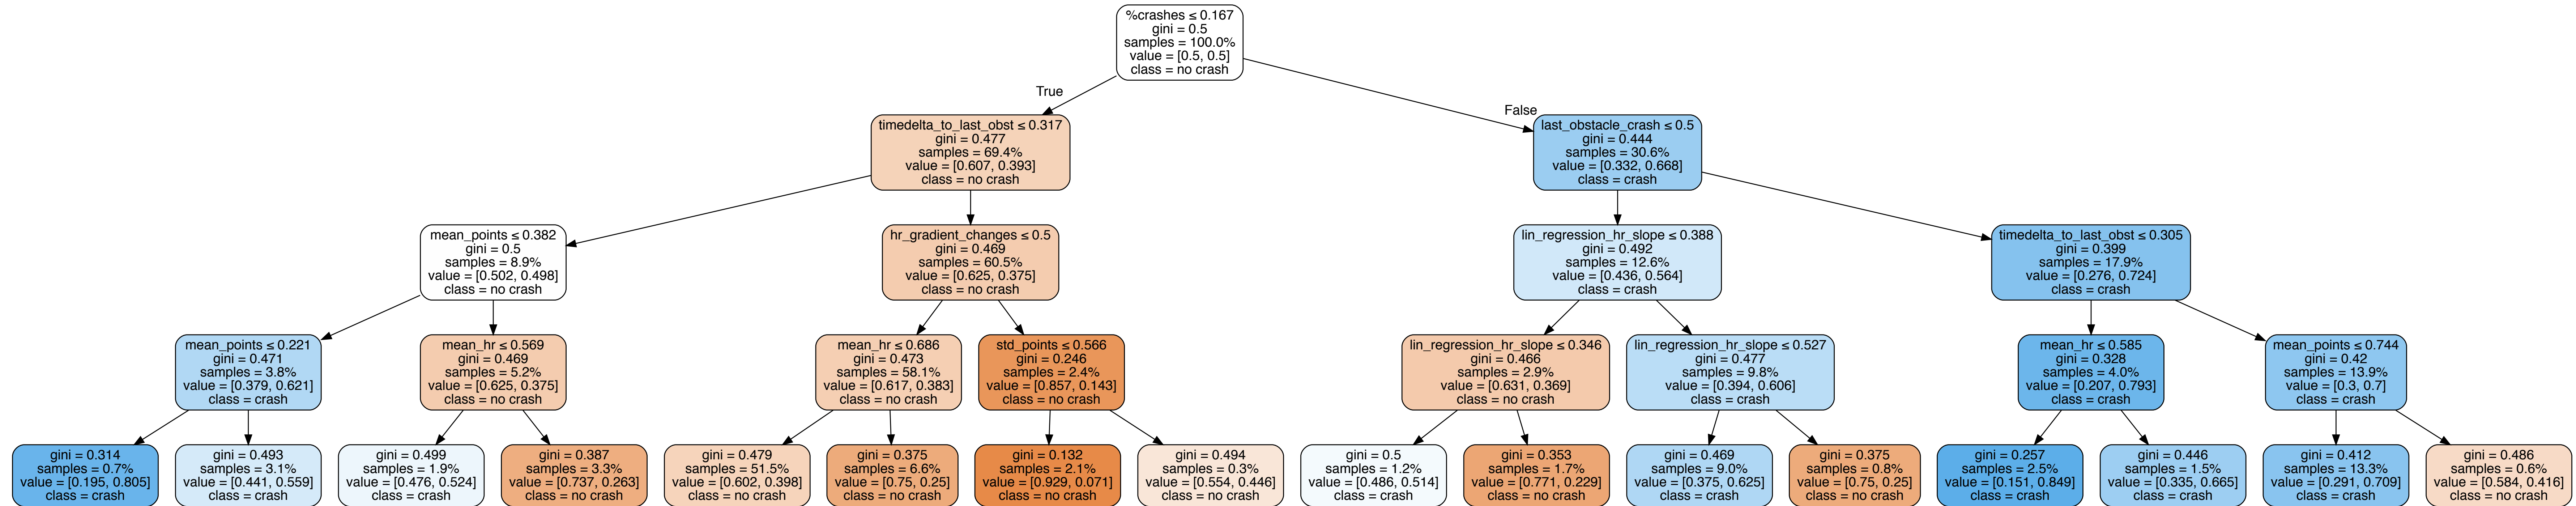 %crashes ≤ 0.167
gini = 0.5
samples = 100.0%
value = [0.5, 0.5]
class = no crash
True
False
timedelta_to_last_obst ≤ 0.317
gini = 0.477
samples = 69.4%
value = [0.607, 0.393]
class = no crash
last_obstacle_crash ≤ 0.5
gini = 0.444
samples = 30.6%
value = [0.332, 0.668]
class = crash
mean_points ≤ 0.382
gini = 0.5
samples = 8.9%
value = [0.502, 0.498]
class = no crash
hr_gradient_changes ≤ 0.5
gini = 0.469
samples = 60.5%
value = [0.625, 0.375]
class = no crash
lin_regression_hr_slope ≤ 0.388
gini = 0.492
samples = 12.6%
value = [0.436, 0.564]
class = crash
timedelta_to_last_obst ≤ 0.305
gini = 0.399
samples = 17.9%
value = [0.276, 0.724]
class = crash
mean_points ≤ 0.221
gini = 0.471
samples = 3.8%
value = [0.379, 0.621]
class = crash
mean_hr ≤ 0.569
gini = 0.469
samples = 5.2%
value = [0.625, 0.375]
class = no crash
mean_hr ≤ 0.686
gini = 0.473
samples = 58.1%
value = [0.617, 0.383]
class = no crash
std_points ≤ 0.566
gini = 0.246
samples = 2.4%
value = [0.857, 0.143]
class = no crash
lin_regression_hr_slope ≤ 0.346
gini = 0.466
samples = 2.9%
value = [0.631, 0.369]
class = no crash
lin_regression_hr_slope ≤ 0.527
gini = 0.477
samples = 9.8%
value = [0.394, 0.606]
class = crash
mean_hr ≤ 0.585
gini = 0.328
samples = 4.0%
value = [0.207, 0.793]
class = crash
mean_points ≤ 0.744
gini = 0.42
samples = 13.9%
value = [0.3, 0.7]
class = crash
gini = 0.314
samples = 0.7%
value = [0.195, 0.805]
class = crash
gini = 0.493
samples = 3.1%
value = [0.441, 0.559]
class = crash
gini = 0.499
samples = 1.9%
value = [0.476, 0.524]
class = crash
gini = 0.387
samples = 3.3%
value = [0.737, 0.263]
class = no crash
gini = 0.479
samples = 51.5%
value = [0.602, 0.398]
class = no crash
gini = 0.375
samples = 6.6%
value = [0.75, 0.25]
class = no crash
gini = 0.132
samples = 2.1%
value = [0.929, 0.071]
class = no crash
gini = 0.494
samples = 0.3%
value = [0.554, 0.446]
class = no crash
gini = 0.5
samples = 1.2%
value = [0.486, 0.514]
class = crash
gini = 0.353
samples = 1.7%
value = [0.771, 0.229]
class = no crash
gini = 0.469
samples = 9.0%
value = [0.375, 0.625]
class = crash
gini = 0.375
samples = 0.8%
value = [0.75, 0.25]
class = no crash
gini = 0.257
samples = 2.5%
value = [0.151, 0.849]
class = crash
gini = 0.446
samples = 1.5%
value = [0.335, 0.665]
class = crash
gini = 0.412
samples = 13.3%
value = [0.291, 0.709]
class = crash
gini = 0.486
samples = 0.6%
value = [0.584, 0.416]
class = no crash